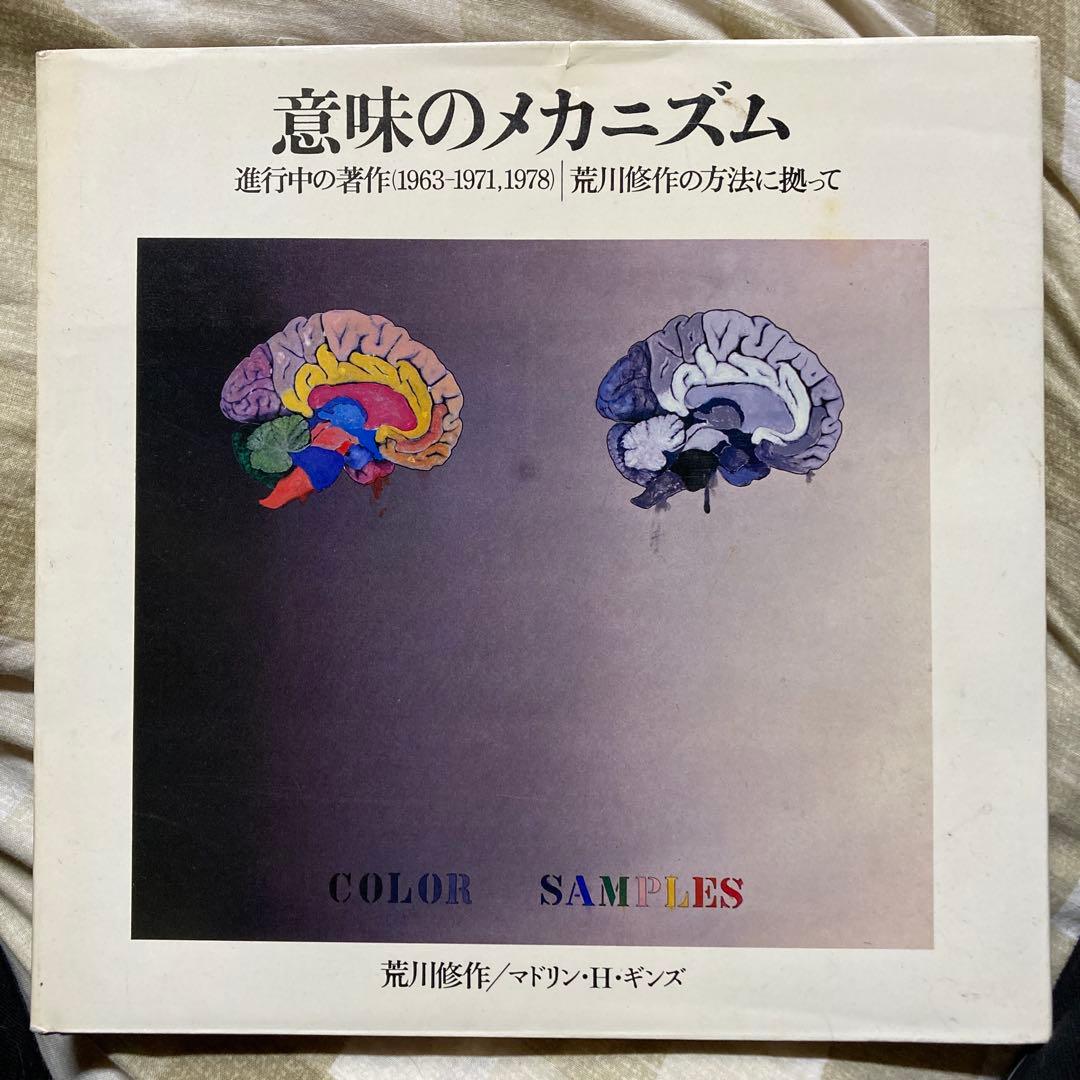 意味のメカニズム
進行中の著作(1963-1971,1978)|荒川修作の方法に拠って
COLOR SAMPLES
荒川修作/マドリン・H・ギンズ